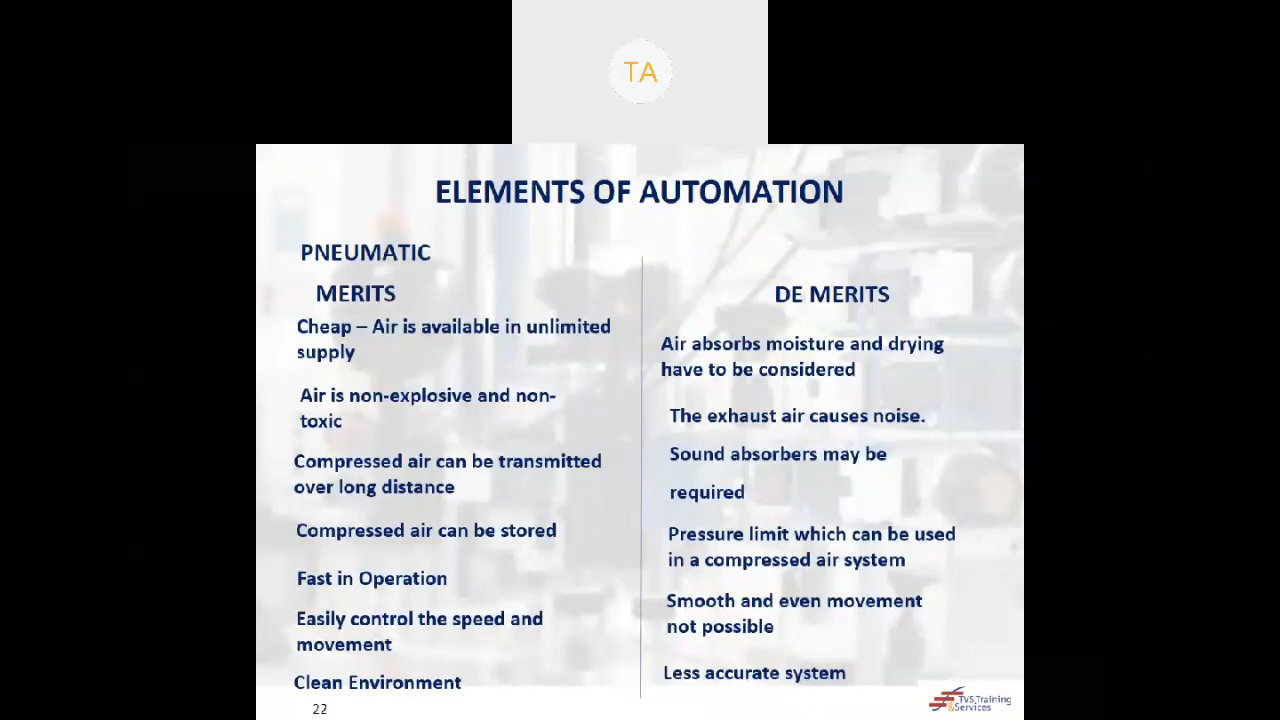 TA
ELEMENTS OF AUTOMATION
PNEUMATIC
MERITS
Cheap – Air is available in unlimited
supply
Air is non-explosive and non-
toxic
Compressed air can be transmitted
over long distance
Compressed air can be stored
Fast in Operation
Easily control the speed and
movement
Clean Environment
DE MERITS
Air absorbs moisture and drying
have to be considered
The exhaust air causes noise.
Sound absorbers may be
required
Pressure limit which can be used
in a compressed air system
Smooth and even movement
not possible
Less accurate system
22
TVS Training
&Services